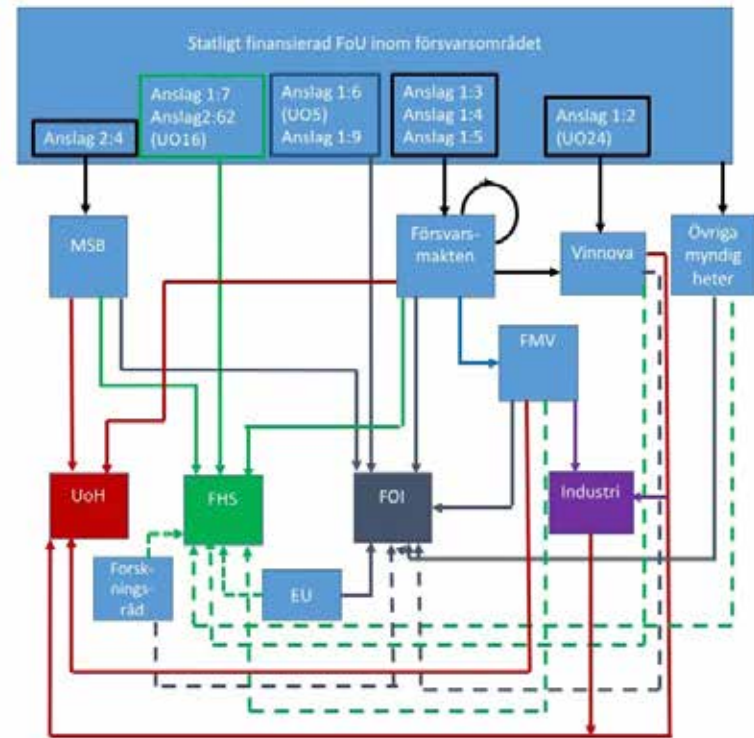 Statligt finansierad FoU inom försvarsområdet
Anslag 2:4
Anslag 1:7
Anslag2:62
(UO16)
Anslag 1:6
(UO5)
Anslag 1:9
Anslag 1:3
Anslag 1:4
Anslag 1:5
Anslag 1:2
(UO24)
MSB
Försvars-
makten
Vinnova
Övriga
myndig
heter
FMV
UoH
FHS
FOI
Industri
Forsk-
nings-
råd
EU